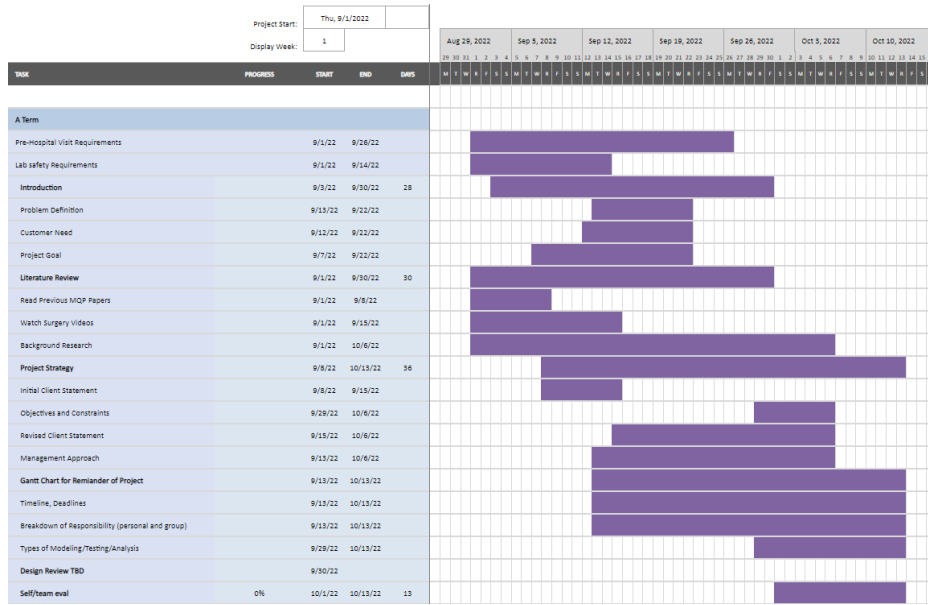 Project Start: Thu, 9/1/2022
Display Week: 1
Aug 29, 2022 Sep 5, 2022 Sep 12, 2022 Sep 19, 2022 Sep 26, 2022 Oct 3, 2022 Oct 10, 2022
29 30 31 1 2 3 4 5 6 7 8 9 10 11 12 13 14 15 16 17 18 19 20 21 22 23 24 25 26 27 28 29 30 1 2 3 4 5 6 7 8 9 10 11 12 13 14 15
TASK PROGRESS START END DAYS M T W R F S S M T W R F S S M T W R F S S M T W R F S S M T W R F S S M T W R F S S M T W R F S
A Term
Pre-Hospital Visit Requirements 9/1/22 9/26/22
Lab safety Requirements 9/1/22 9/14/22
Introduction 9/3/22 9/30/22 28
Problem Definition 9/13/22 9/22/22
Customer Need 9/12/22 9/22/22
Project Goal 9/7/22 9/22/22
Literature Review 9/1/22 9/30/22 30
Read Previous MQP Papers 9/1/22 9/8/22
Watch Surgery Videos 9/1/22 9/15/22
Background Research 9/1/22 10/6/22
Project Strategy 9/8/22 10/13/22 36
Initial Client Statement 9/8/22 9/15/22
Objectives and Constraints 9/29/22 10/6/22
Revised Client Statement 9/15/22 10/6/22
Management Approach 9/13/22 10/6/22
Gantt Chart for Remiander of Project 9/13/22 10/13/22
Timeline, Deadlines 9/13/22 10/13/22
Breakdown of Responsibility (personal and group) 9/13/22 10/13/22
Types of Modeling/Testing/Analysis 9/29/22 10/13/22
Design Review TBD 9/30/22
Self/team eval 0% 10/1/22 10/13/22 13